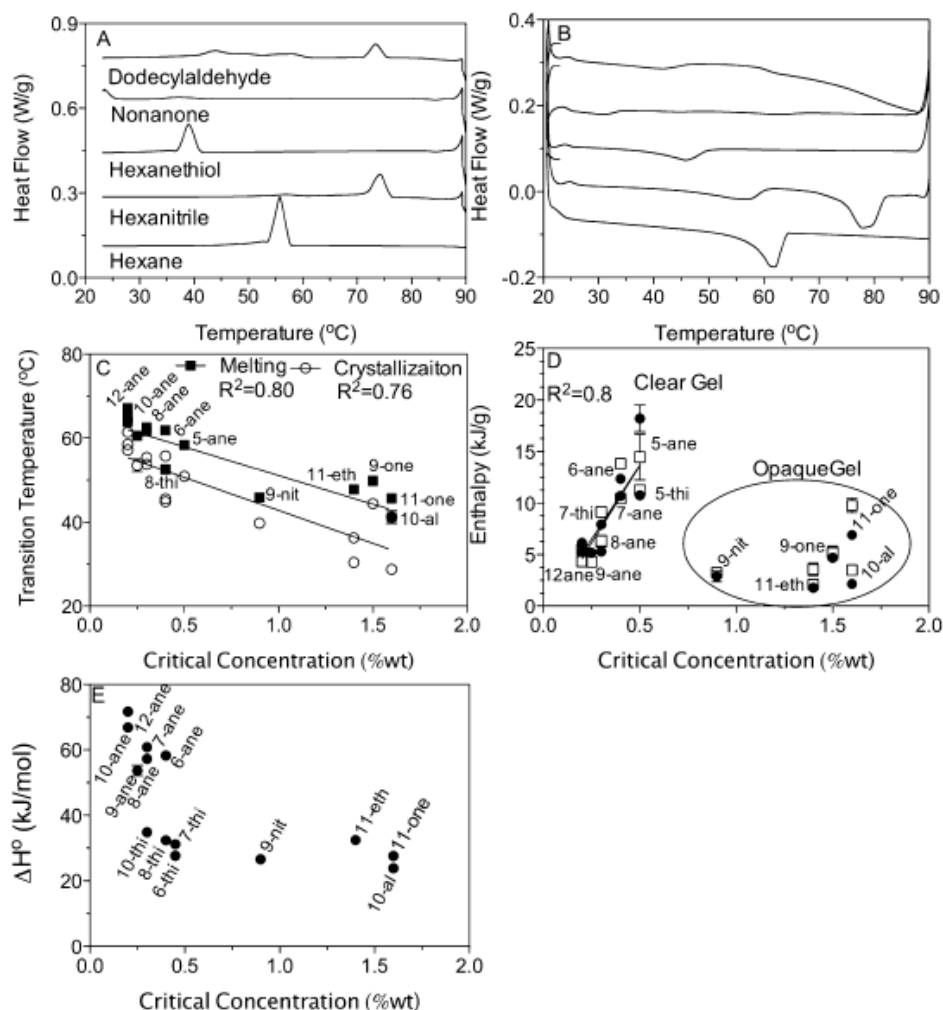 A
0.9
0.6
0.3
0.0
Heat Flow (W/g)
Dodecylaldehyde
Nonanone
Hexanethiol
Hexanitrile
Hexane
20 30 40 50 60 70 80 90
Temperature (ºC)
B
0.4
0.2
0.0
-0.2
Heat Flow (W/g)
20 30 40 50 60 70 80 90
Temperature (ºC)
C
Melting
R²=0.80
Crystallizaiton
R²=0.76
80
60
40
20
Transition Temperature (ºC)
12-ane
10-ane
8-ane
6-ane
5-ane
8-thi
9-nit
11-eth
9-one
11-one
10-al
0.0 0.5 1.0 1.5 2.0
Critical Concentration (%wt)
D
R²=0.8
Clear Gel
25
20
15
10
5
0
Enthalpy (kJ/g)
5-ane
6-ane
5-thi
7-thi
7-ane
8-ane
12ane
9-ane
OpaqueGel
9-nit
9-one
11-eth
11-one
10-al
0.0 0.5 1.0 1.5 2.0
Critical Concentration (%wt)
E
80
60
40
20
0
ΔHº (kJ/mol)
10-ane
12-ane
7-ane
6-ane
9-ane
8-ane
10-thi
8-thi
6-thi
7-thi
9-nit
11-eth
11-one
10-al
0.0 0.5 1.0 1.5 2.0
Critical Concentration (%wt)